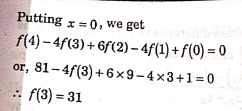 Putting x = 0, we get
f(4) – 4f(3) + 6f(2) – 4f(1) + f(0) = 0
or, 81 – 4f(3) + 6 × 9 – 4 × 3 + 1 = 0
∴ f(3) = 31